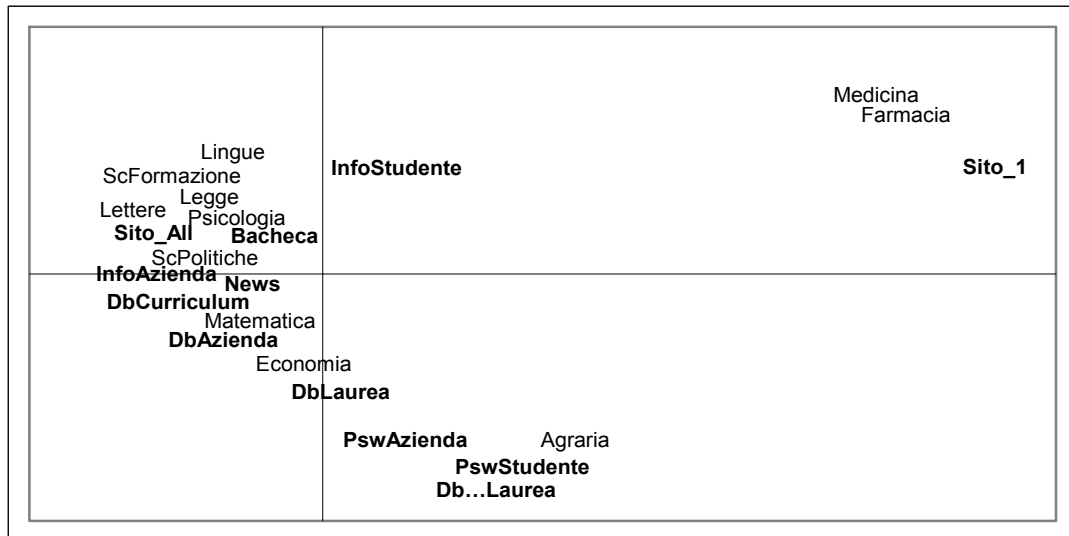 Medicina
Farmacia
Lingue
InfoStudente
Sito_1
ScFormazione
Legge
Lettere
Psicologia
Sito_All
Bacheca
ScPolitiche
InfoAzienda
News
DbCurriculum
Matematica
DbAzienda
Economia
DbLaurea
PswAzienda
Agraria
PswStudente
Db…Laurea